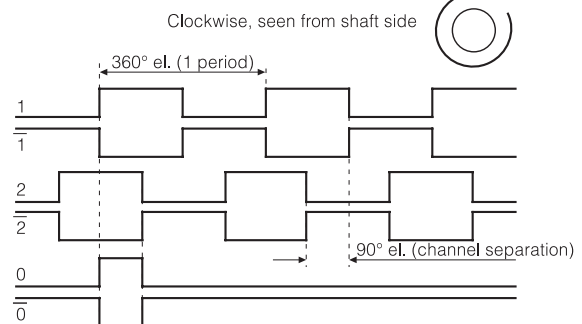 Clockwise, seen from shaft side
360° el. (1 period)
1
1̅
2
2̅
90° el. (channel separation)
0
0̅